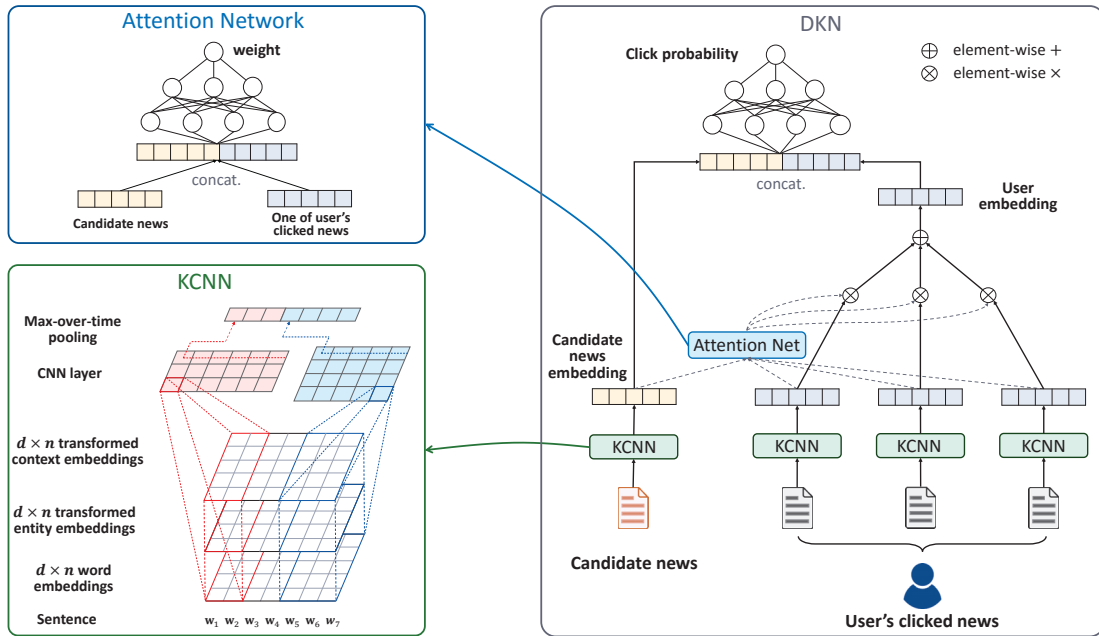 Attention Network
weight
concat.
Candidate news
One of user's
clicked news
KCNN
Max-over-time
pooling
CNN layer
d × n transformed
context embeddings
d × n transformed
entity embeddings
d × n word
embeddings
Sentence
w₁ w₂ w₃ w₄ w₅ w₆ w₇
DKN
Click probability
element-wise +
element-wise ×
concat.
User
embedding
Candidate
news
embedding
Attention Net
KCNN
KCNN
KCNN
KCNN
Candidate news
User's clicked news